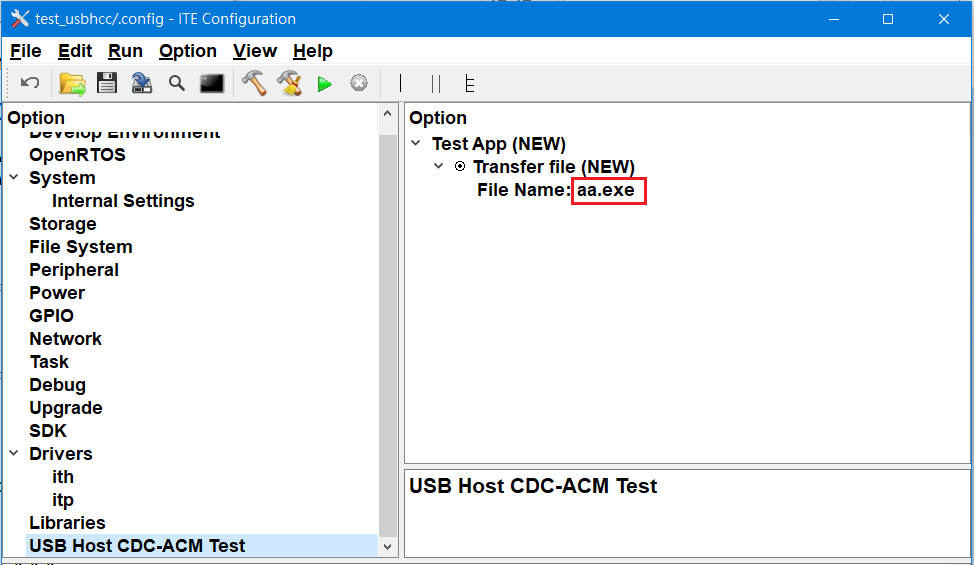 test_usbhcc/.config - ITE Configuration
File Edit Run Option View Help
Option
Develop Environment
OpenRTOS
System
Internal Settings
Storage
File System
Peripheral
Power
GPIO
Network
Task
Debug
Upgrade
SDK
Drivers
ith
itp
Libraries
USB Host CDC-ACM Test
Option
Test App (NEW)
Transfer file (NEW)
File Name: aa.exe
USB Host CDC-ACM Test